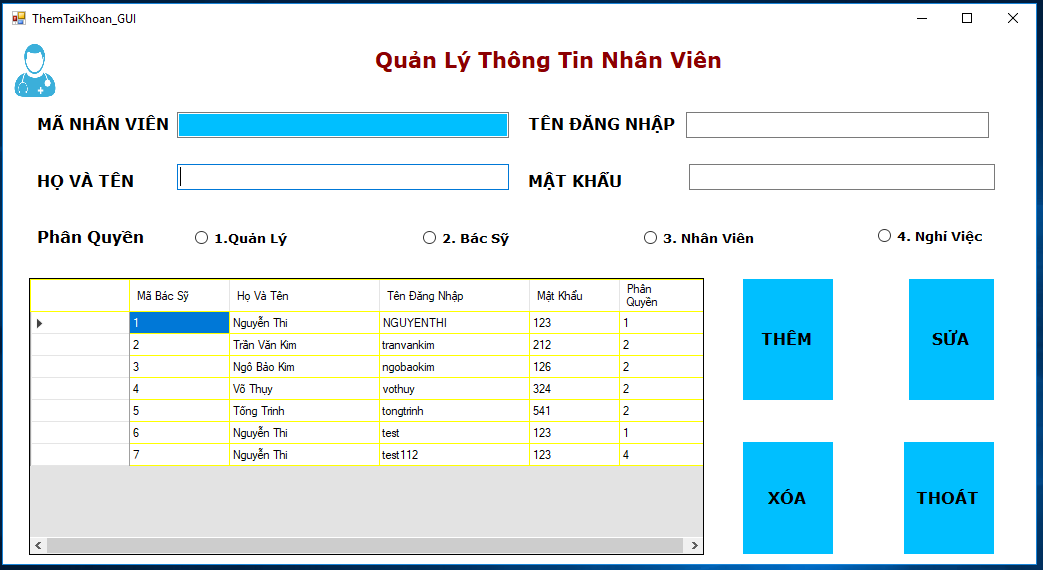 ThemTaiKhoan_GUI
Quản Lý Thông Tin Nhân Viên
MÃ NHÂN VIÊN TÊN ĐĂNG NHẬP
HỌ VÀ TÊN MẬT KHẨU
Phân Quyền 1.Quản Lý 2. Bác Sỹ 3. Nhân Viên 4. Nghỉ Việc
Mã Bác Sỹ Họ Và Tên Tên Đăng Nhập Mật Khẩu Phân Quyền
1 Nguyễn Thi NGUYENTHI 123 1
2 Trần Văn Kim tranvankim 212 2
3 Ngô Bảo Kim ngobaokim 126 2
4 Võ Thụy vothuy 324 2
5 Tống Trinh tongtrinh 541 2
6 Nguyễn Thi test 123 1
7 Nguyễn Thi test112 123 4
THÊM SỬA
XÓA THOÁT